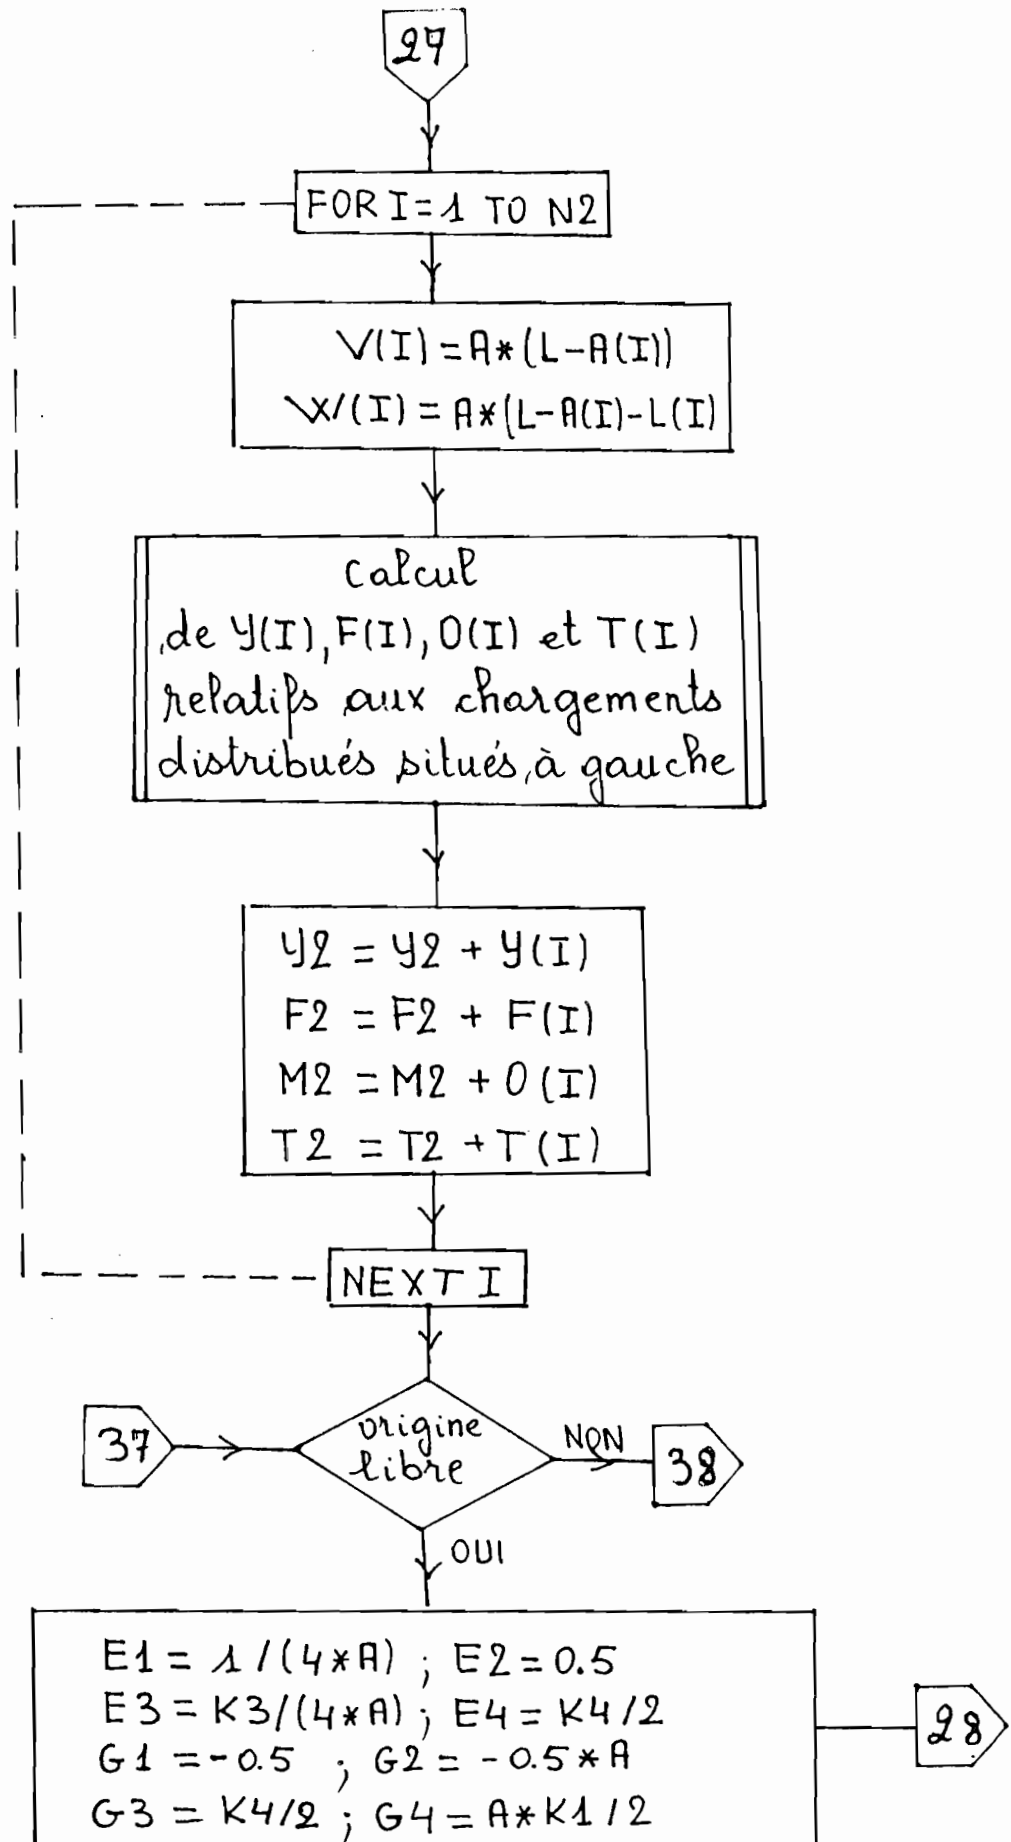 27
FOR I=1 TO N2
V(I) = A*(L-A(I))
W(I) = A*(L-A(I)-L(I)
Calcul
de Y(I), F(I), O(I) et T(I)
relatifs aux chargements
distribués situés à gauche
Y2 = Y2 + Y(I)
F2 = F2 + F(I)
M2 = M2 + O(I)
T2 = T2 + T(I)
NEXT I
37
origine
libre
NON
38
OUI
E1 = 1/(4*A) ; E2 = 0.5
E3 = K3/(4*A) ; E4 = K4/2
G1 = -0.5 ; G2 = -0.5*A
G3 = K4/2 ; G4 = A*K1/2
28